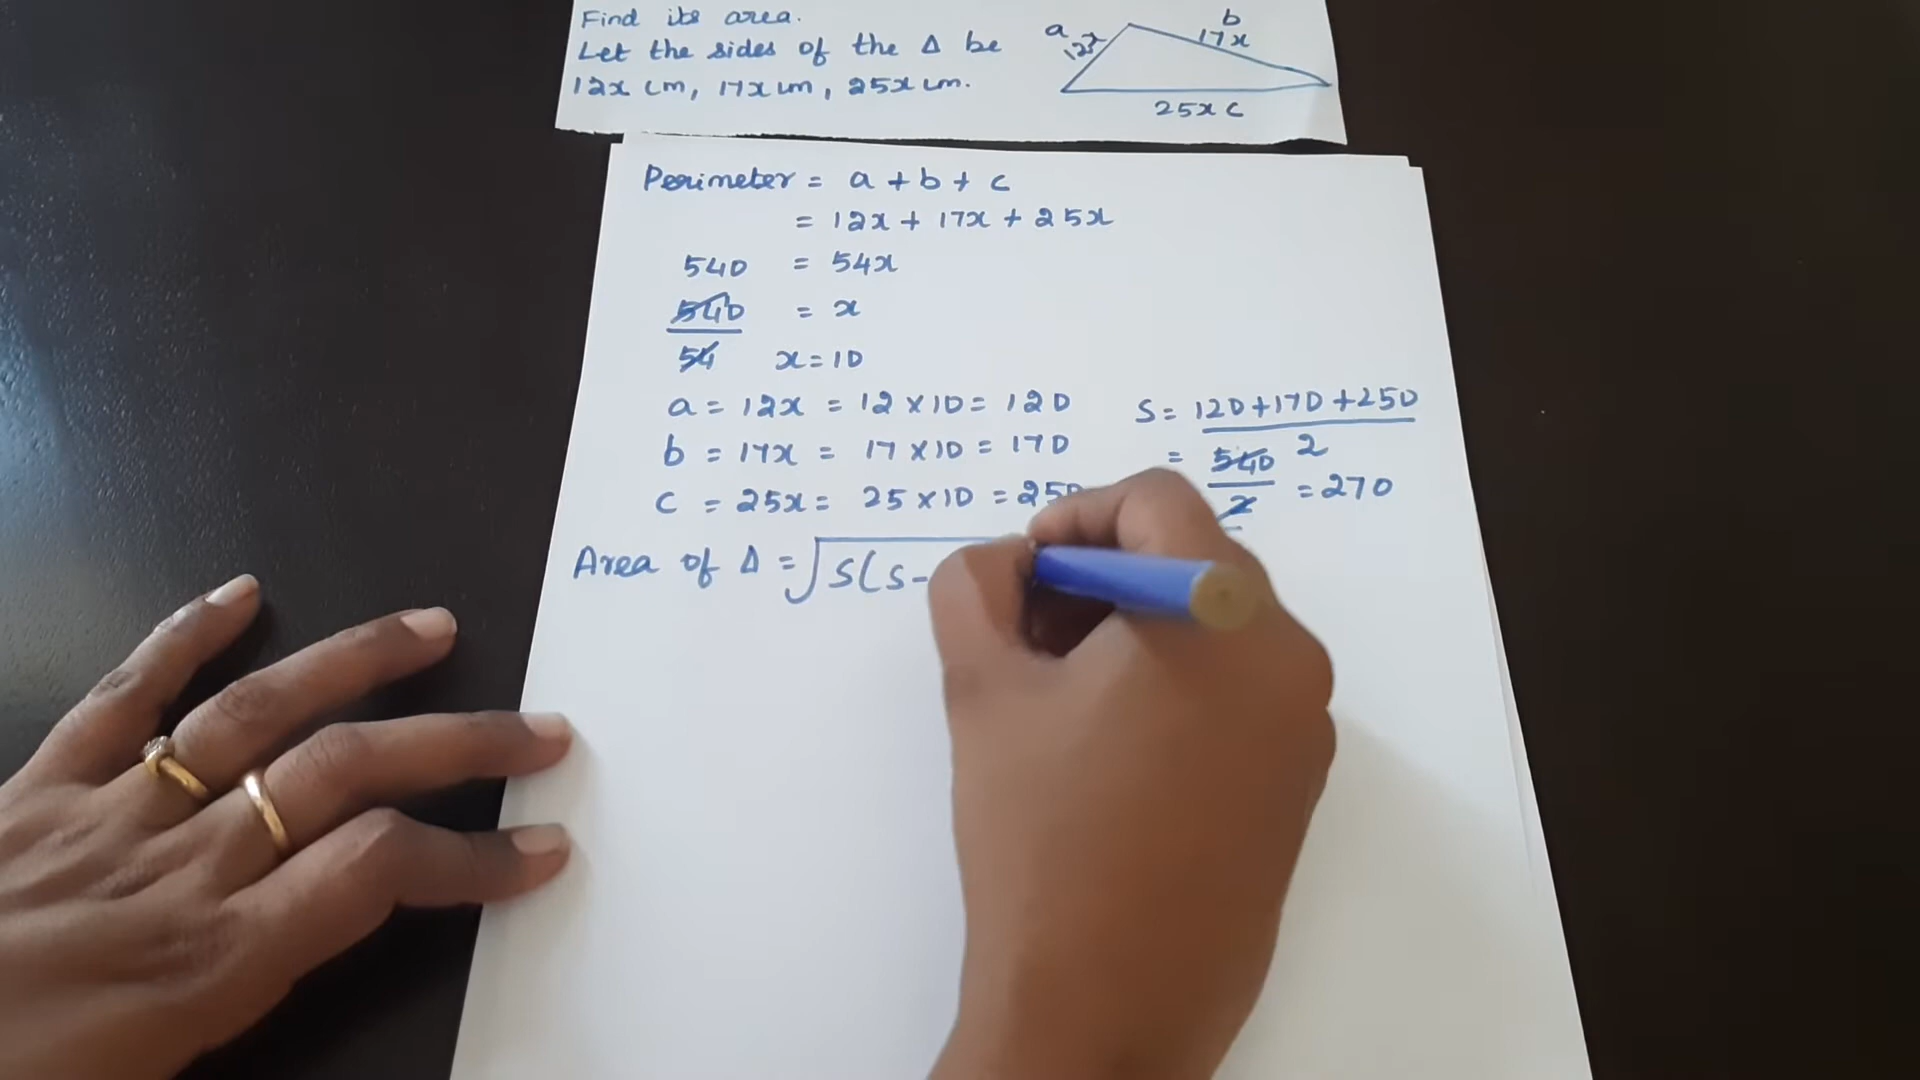 Find its area.
Let the sides of the Δ be
12x cm, 17x cm, 25x cm.
a
b
17x
25x c
Perimeter = a + b + c
= 12x + 17x + 25x
540 = 54x
540 = x
54 x = 10
a = 12x = 12 × 10 = 120
b = 17x = 17 × 10 = 170
c = 25x = 25 × 10 = 250
S = 120+170+250
2
= 540
2 = 270
Area of Δ = √S(s-